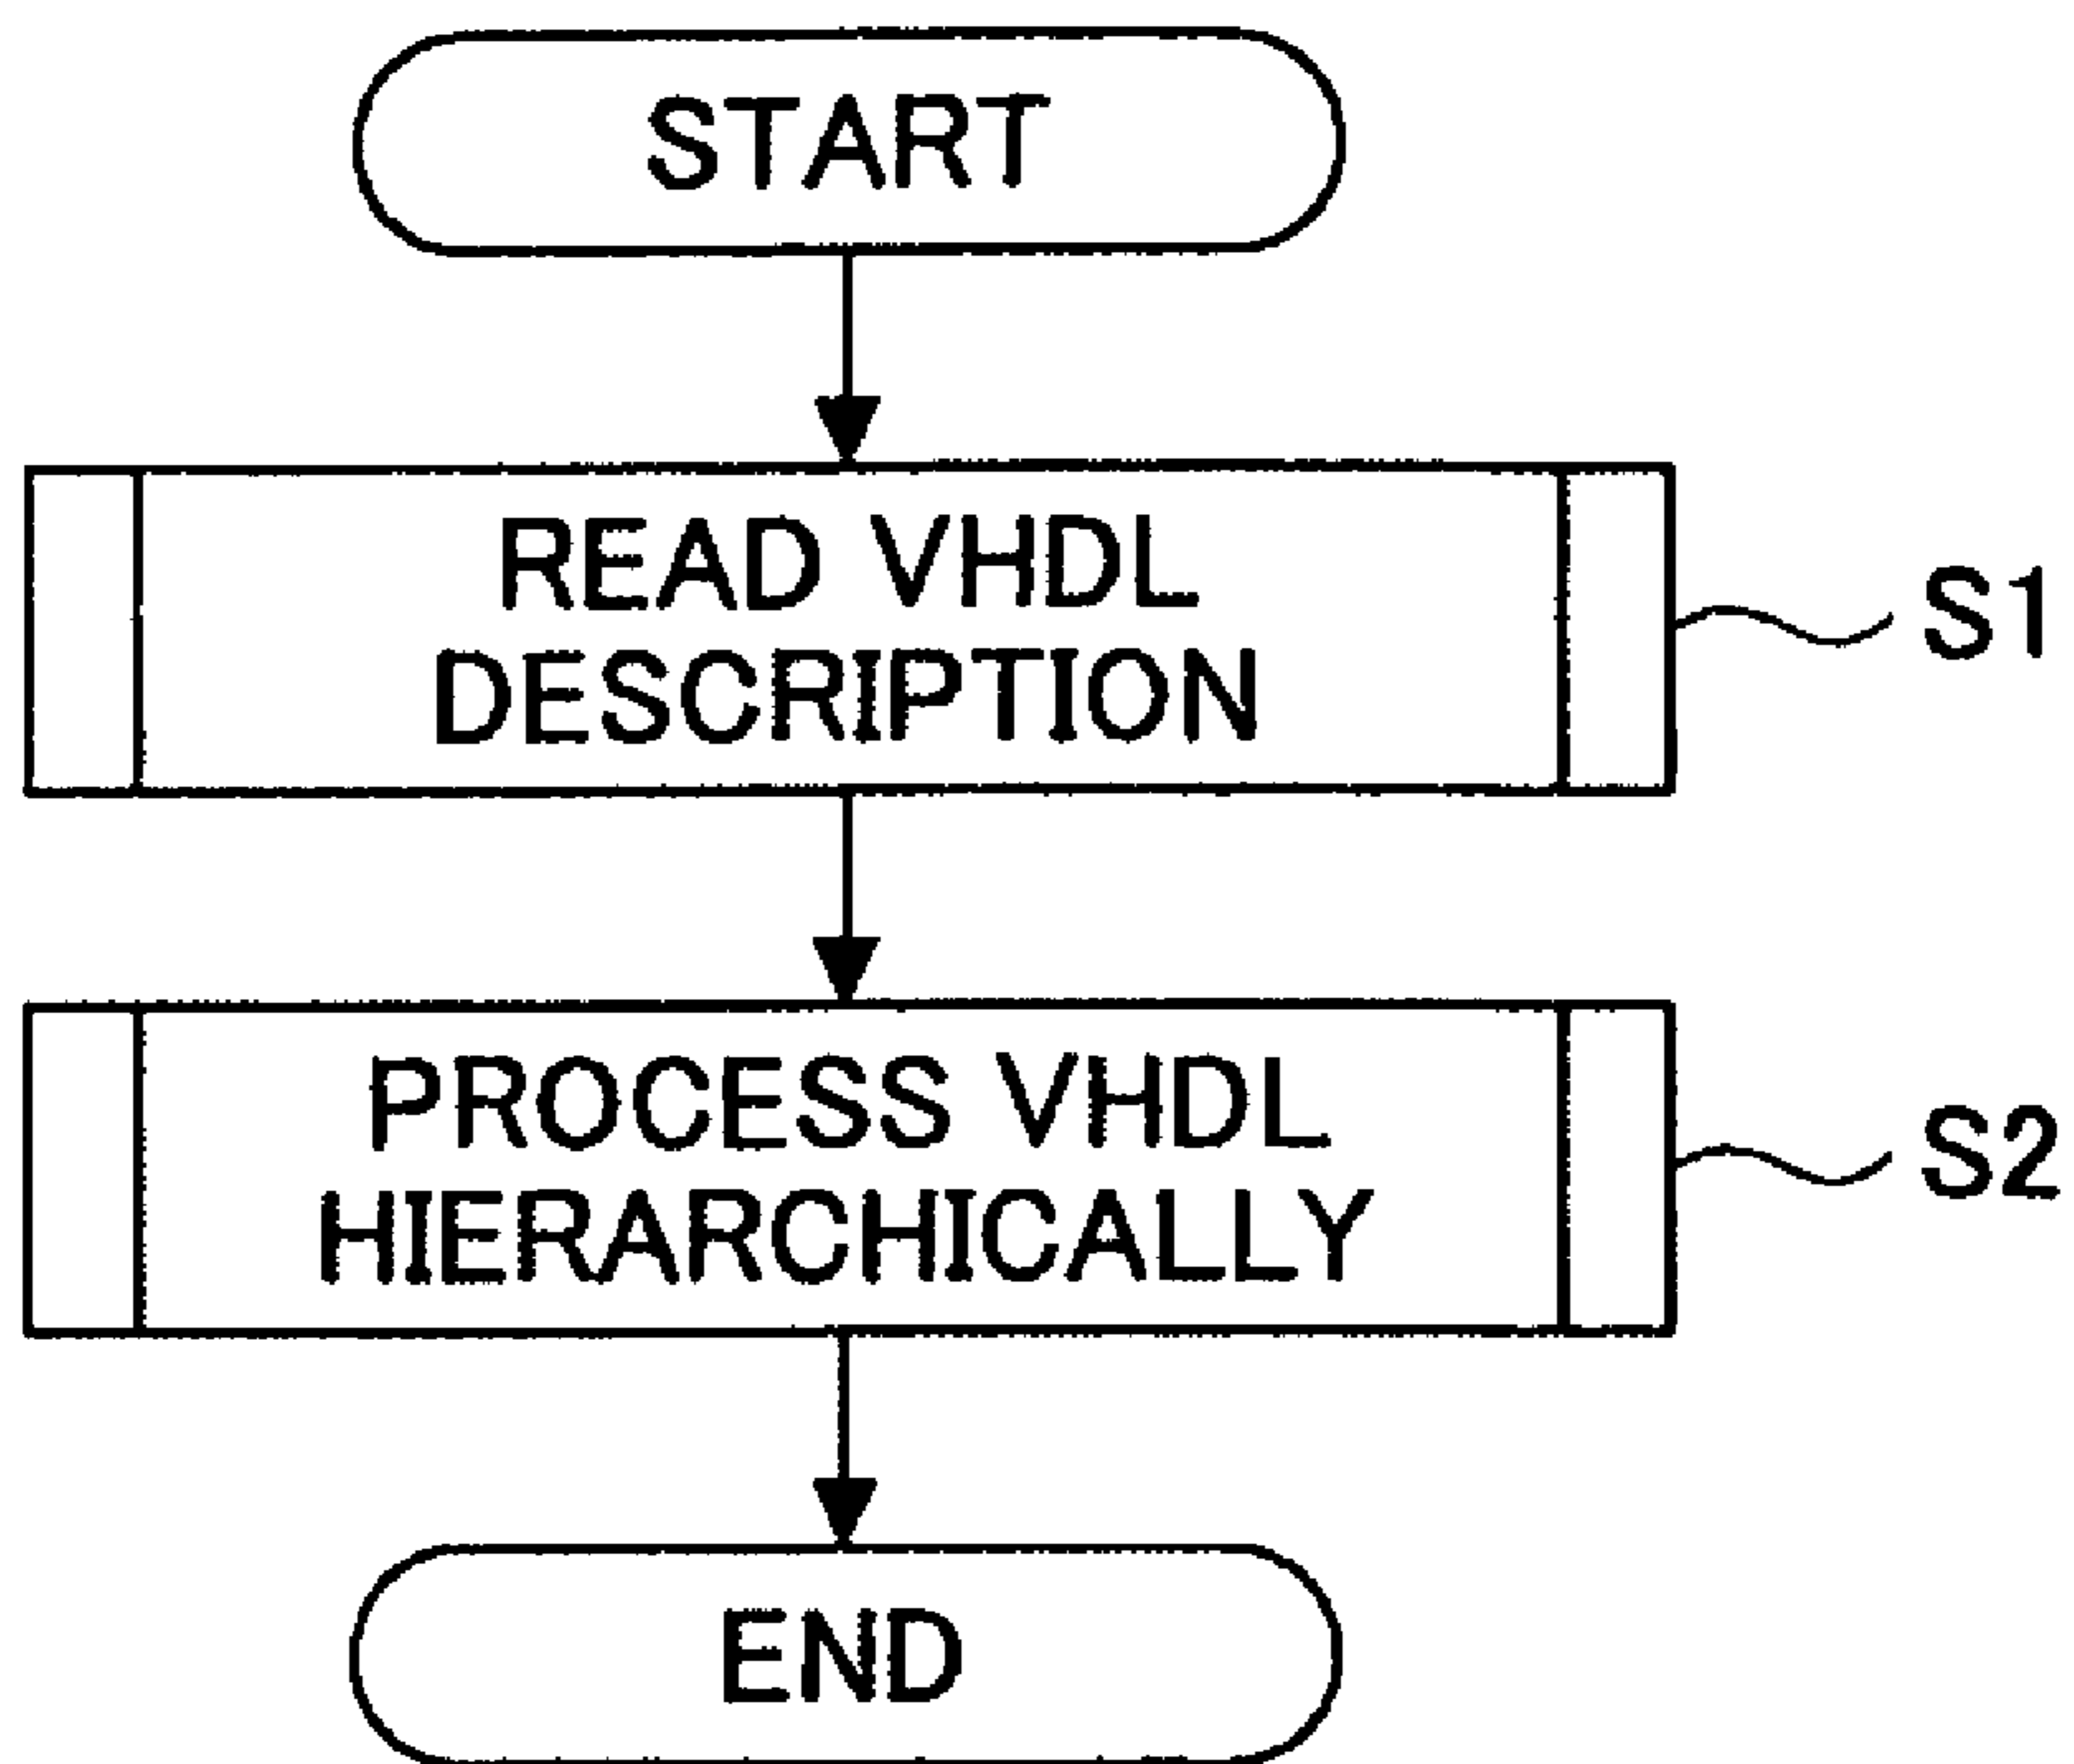 START
READ VHDL
DESCRIPTION
S1
PROCESS VHDL
HIERARCHICALLY
S2
END